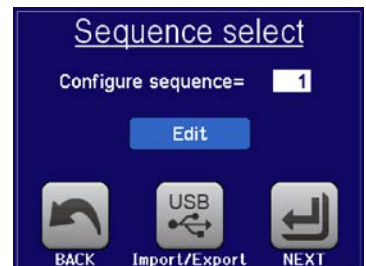 Sequence select
Configure sequence= 1
Edit
USB
BACK Import/Export NEXT